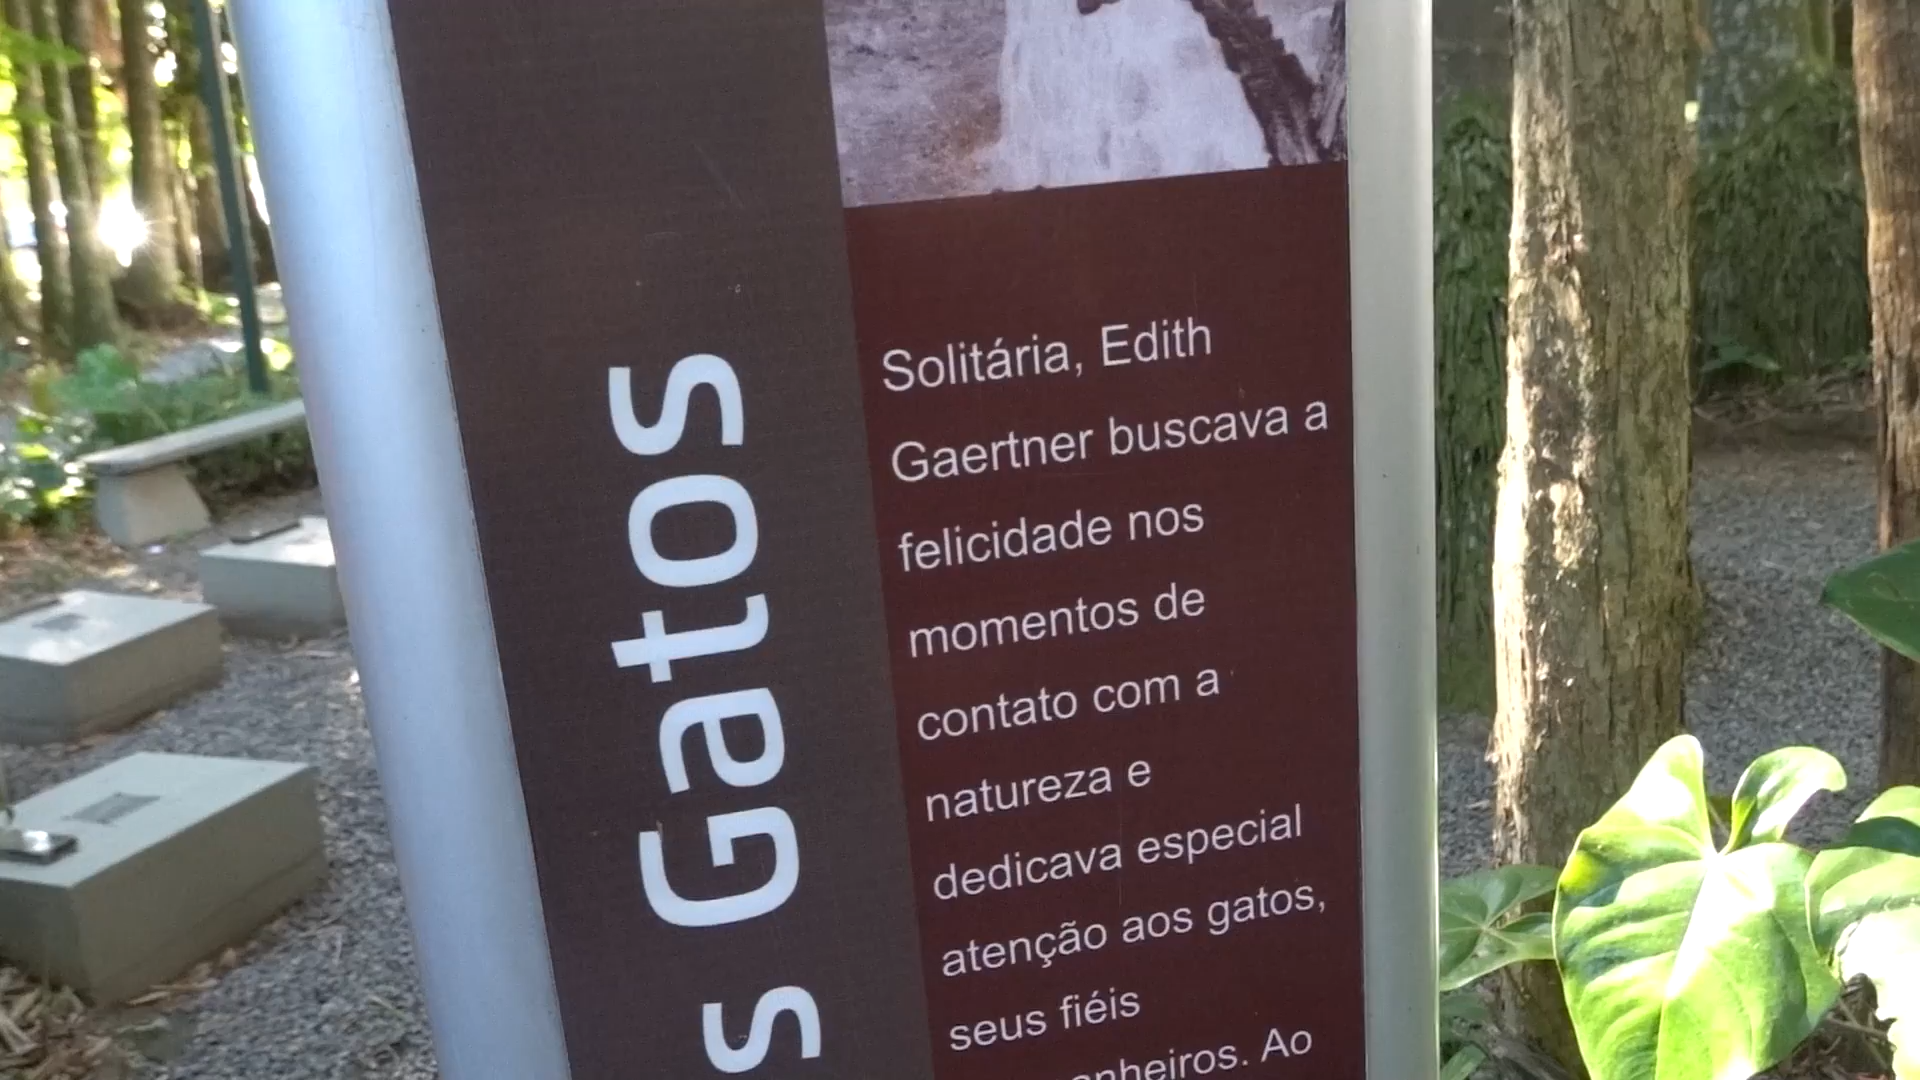 s Gatos
Solitária, Edith
Gaertner buscava a
felicidade nos
momentos de
contato com a
natureza e
dedicava especial
atenção aos gatos,
seus fiéis
anheiros. Ao